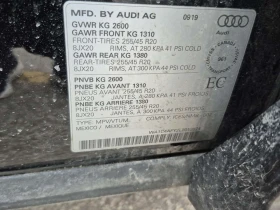 MFD. BY AUDI AG 0919
GVWR KG 2600
GAWR FRONT KG 1310
FRONT-TIRES 255/45 R20
8JX20 RIMS, AT 280 KPA 41 PSI COLD
GAWR REAR KG 1380
REAR-TIRES 255/45 R20
8JX20 RIMS, AT 300 KPA 44 PSI COLD
PNVB KG 2600
PNBE KG AVANT 1310
PNEUS AVANT 255/45 R20
8JX20 JANTES, A 280 KPA 41 PSI FROID
PNBE KG ARRIERE 1380
PNEUS ARRIERE 255/45 R20
8JX20 JANTES, A 300 KPA 44 PSI
EC
TYPE: MPV/VTUM
MEXICO / MEXIQUE